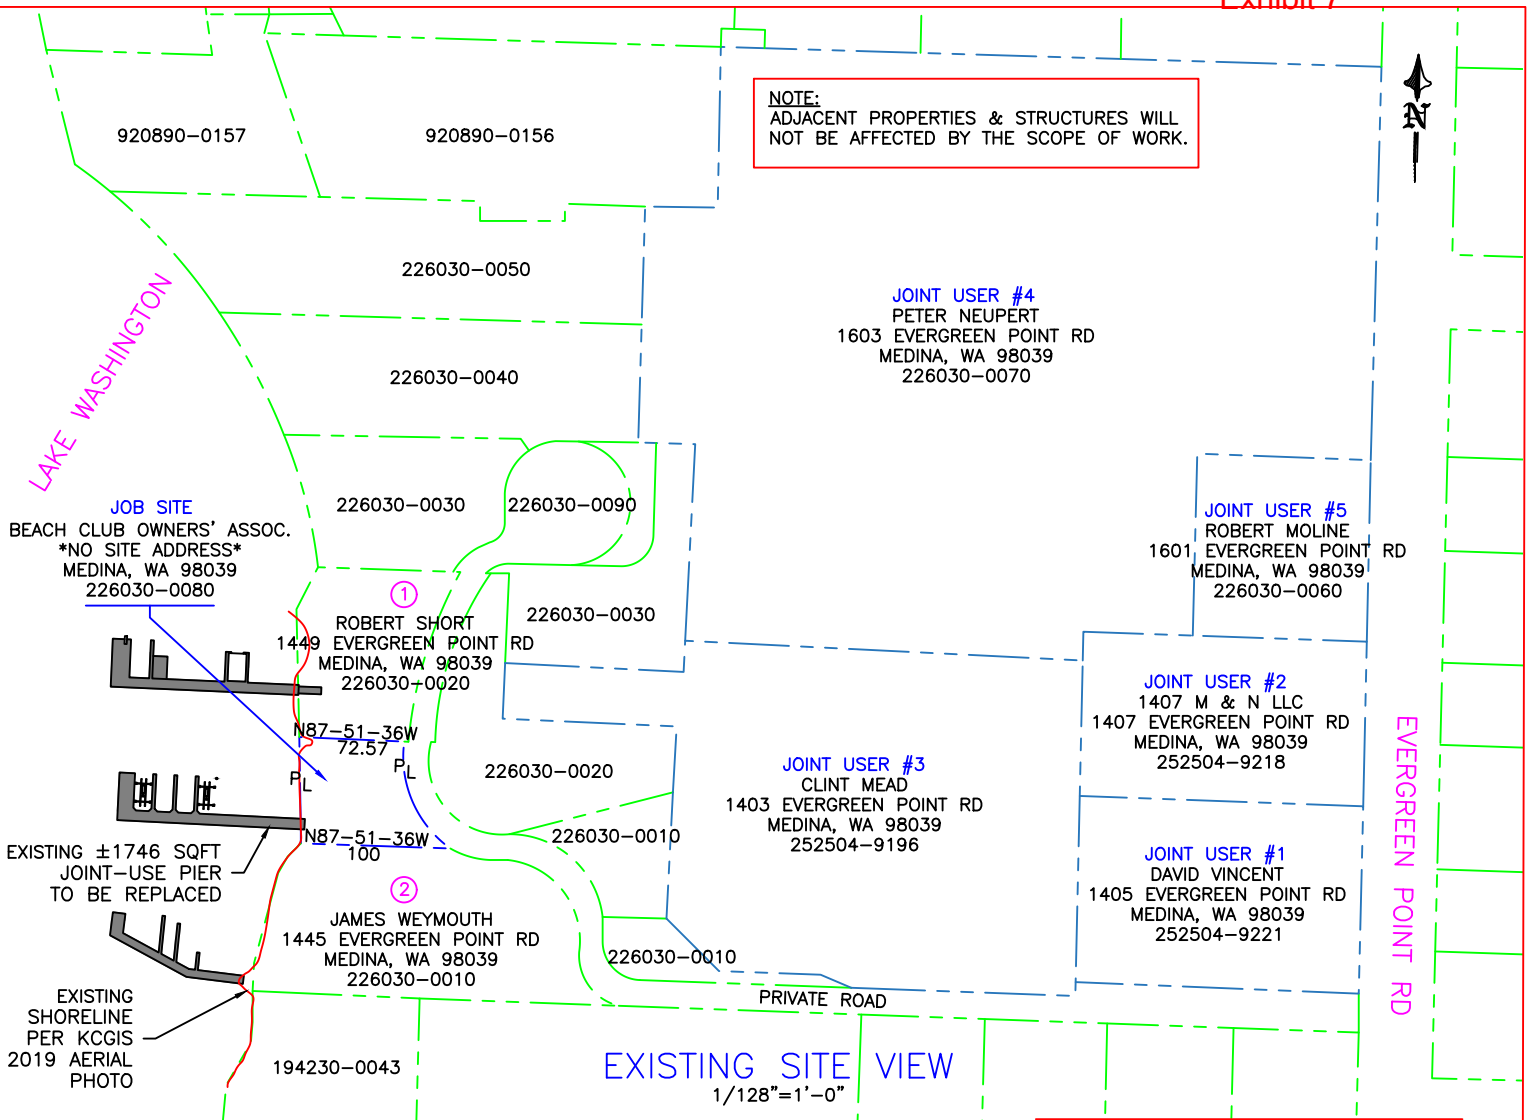 Exhibit 7
NOTE:
ADJACENT PROPERTIES & STRUCTURES WILL
NOT BE AFFECTED BY THE SCOPE OF WORK.
N
920890-0157
920890-0156
226030-0050
LAKE WASHINGTON
226030-0040
JOINT USER #4
PETER NEUPERT
1603 EVERGREEN POINT RD
MEDINA, WA 98039
226030-0070
226030-0030
226030-0090
JOB SITE
BEACH CLUB OWNERS' ASSOC.
*NO SITE ADDRESS*
MEDINA, WA 98039
226030-0080
JOINT USER #5
ROBERT MOLINE
1601 EVERGREEN POINT RD
MEDINA, WA 98039
226030-0060
1
ROBERT SHORT
1449 EVERGREEN POINT RD
MEDINA, WA 98039
226030-0020
226030-0030
JOINT USER #2
1407 M & N LLC
1407 EVERGREEN POINT RD
MEDINA, WA 98039
252504-9218
N87-51-36W
72.57
PL
PL
226030-0020
JOINT USER #3
CLINT MEAD
1403 EVERGREEN POINT RD
MEDINA, WA 98039
252504-9196
EVERGREEN POINT RD
N87-51-36W
100
226030-0010
EXISTING ±1746 SQFT
JOINT-USE PIER
TO BE REPLACED
JOINT USER #1
DAVID VINCENT
1405 EVERGREEN POINT RD
MEDINA, WA 98039
252504-9221
2
JAMES WEYMOUTH
1445 EVERGREEN POINT RD
MEDINA, WA 98039
226030-0010
226030-0010
PRIVATE ROAD
EXISTING
SHORELINE
PER KCGIS
2019 AERIAL
PHOTO
194230-0043
EXISTING SITE VIEW
1/128"=1'-0"